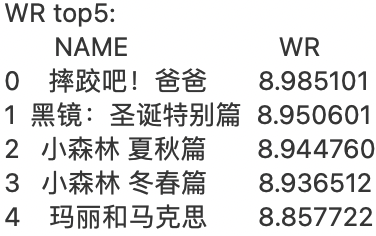 WR top5:
NAME WR
0 摔跤吧！爸爸 8.985101
1 黑镜：圣诞特别篇 8.950601
2 小森林 夏秋篇 8.944760
3 小森林 冬春篇 8.936512
4 玛丽和马克思 8.857722